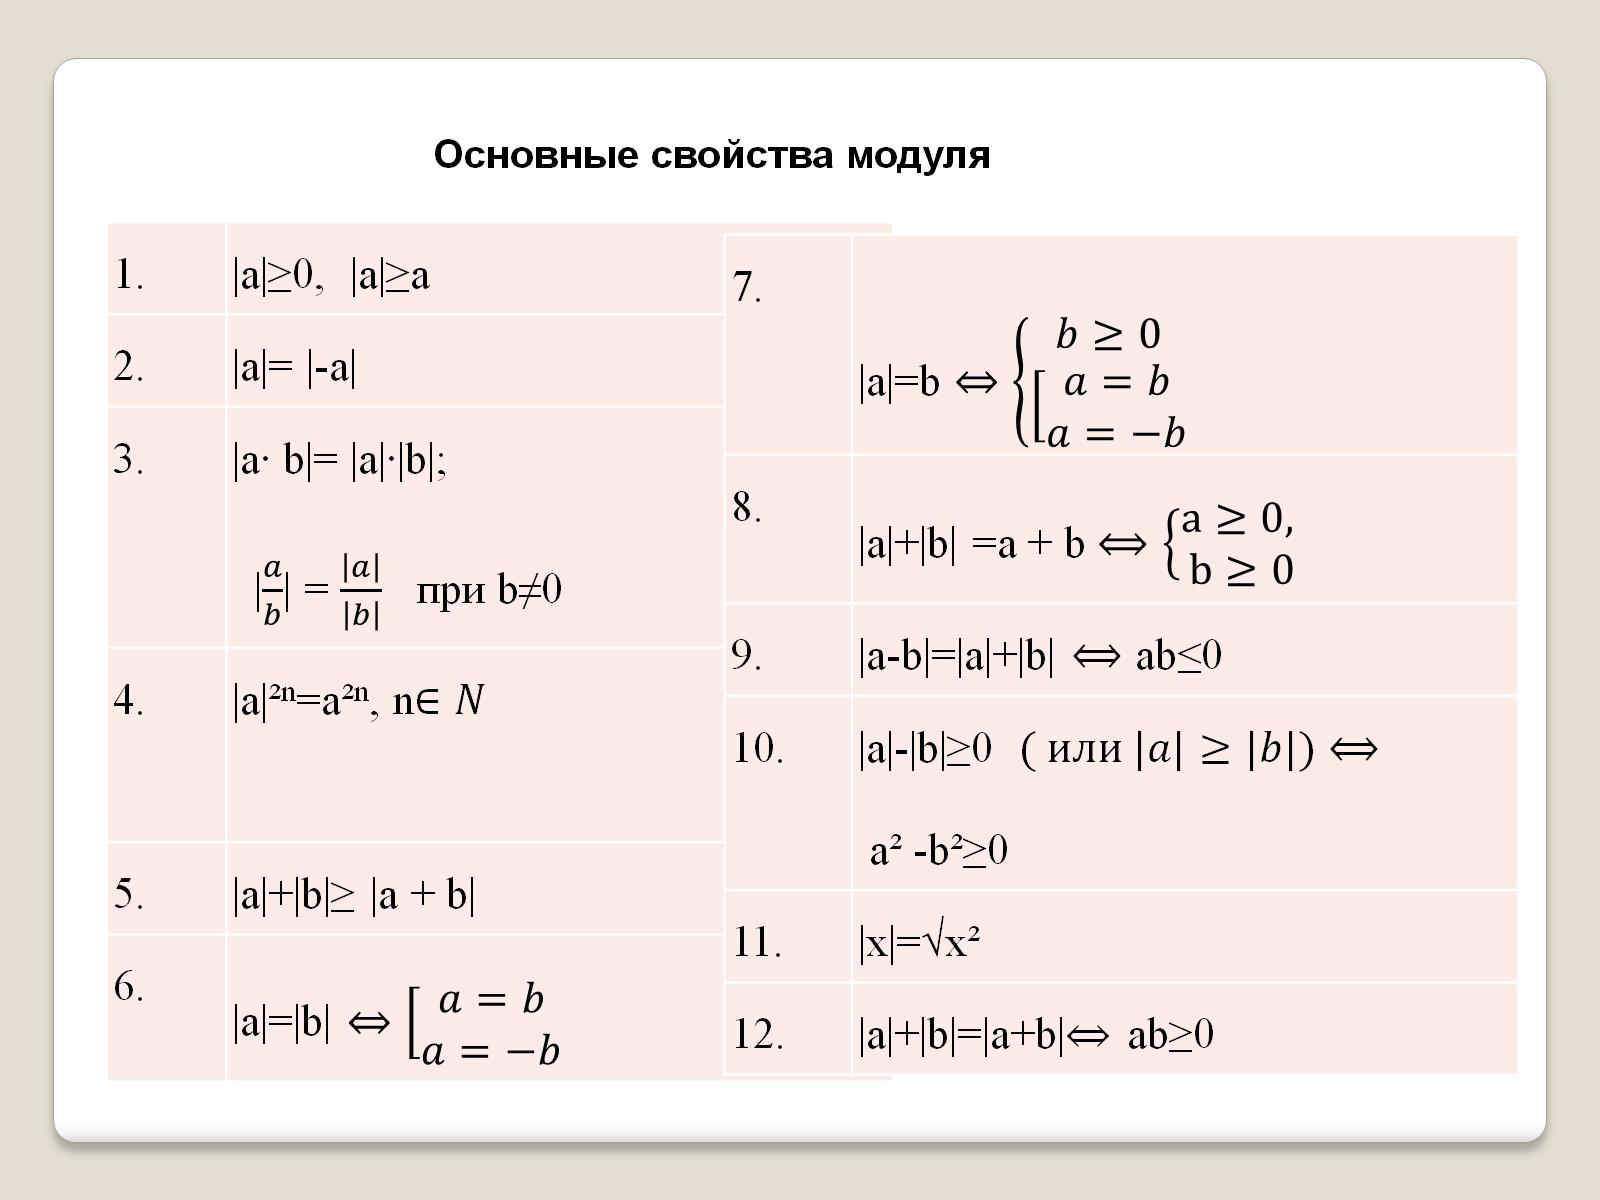 Основные свойства модуля
1. |a|≥0, |a|≥a
2. |a|= |-a|
3. |a· b|= |a|·|b|;
|a/b| = |a|/|b| при b≠0
4. |a|²ⁿ=a²ⁿ, n∈ N
5. |a|+|b|≥ |a + b|
6. |a|=|b| ⇔ [ a = b
a = −b
7.
b ≥ 0
|a|=b ⇔ { [ a = b
a = −b
8. |a|+|b| =a + b ⇔ { a ≥ 0,
b ≥ 0
9. |a-b|=|a|+|b| ⇔ ab≤0
10. |a|-|b|≥0 ( или |a| ≥ |b|) ⇔
a² -b²≥0
11. |x|=√x²
12. |a|+|b|=|a+b|⇔ ab≥0